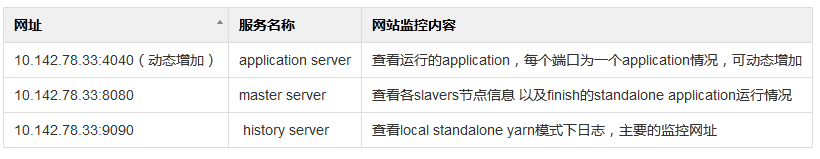 网址 服务名称 网站监控内容
10.142.78.33:4040（动态增加） application server 查看运行的application，每个端口为一个application情况，可动态增加
10.142.78.33:8080 master server 查看各slavers节点信息 以及finish的standalone application运行情况
10.142.78.33:9090 history server 查看local standalone yarn模式下日志，主要的监控网址